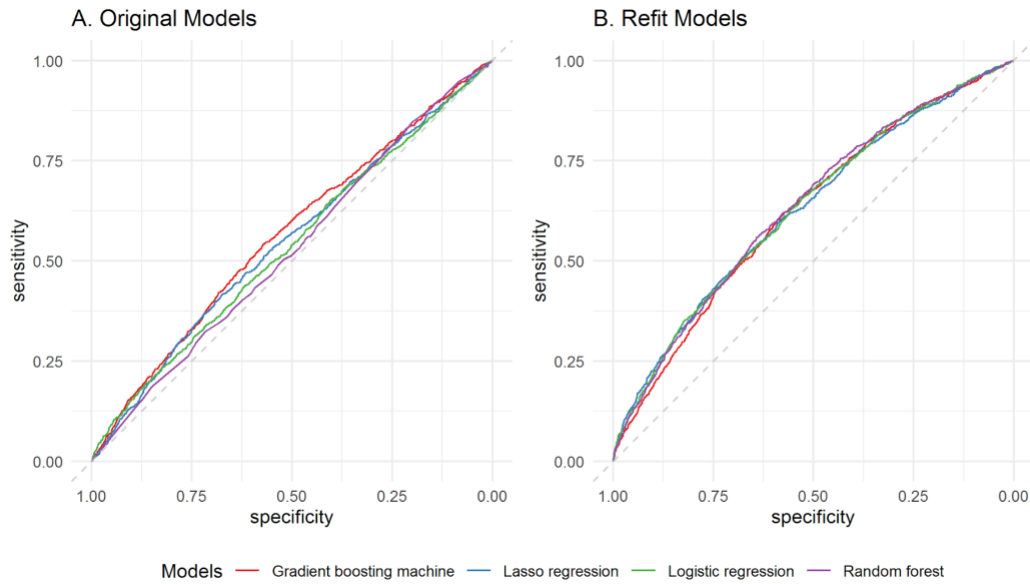 A. Original Models
1.00
0.75
0.50
0.25
0.00
sensitivity
1.00 0.75 0.50 0.25 0.00
specificity
B. Refit Models
1.00
0.75
0.50
0.25
0.00
sensitivity
1.00 0.75 0.50 0.25 0.00
specificity
Models Gradient boosting machine Lasso regression Logistic regression Random forest